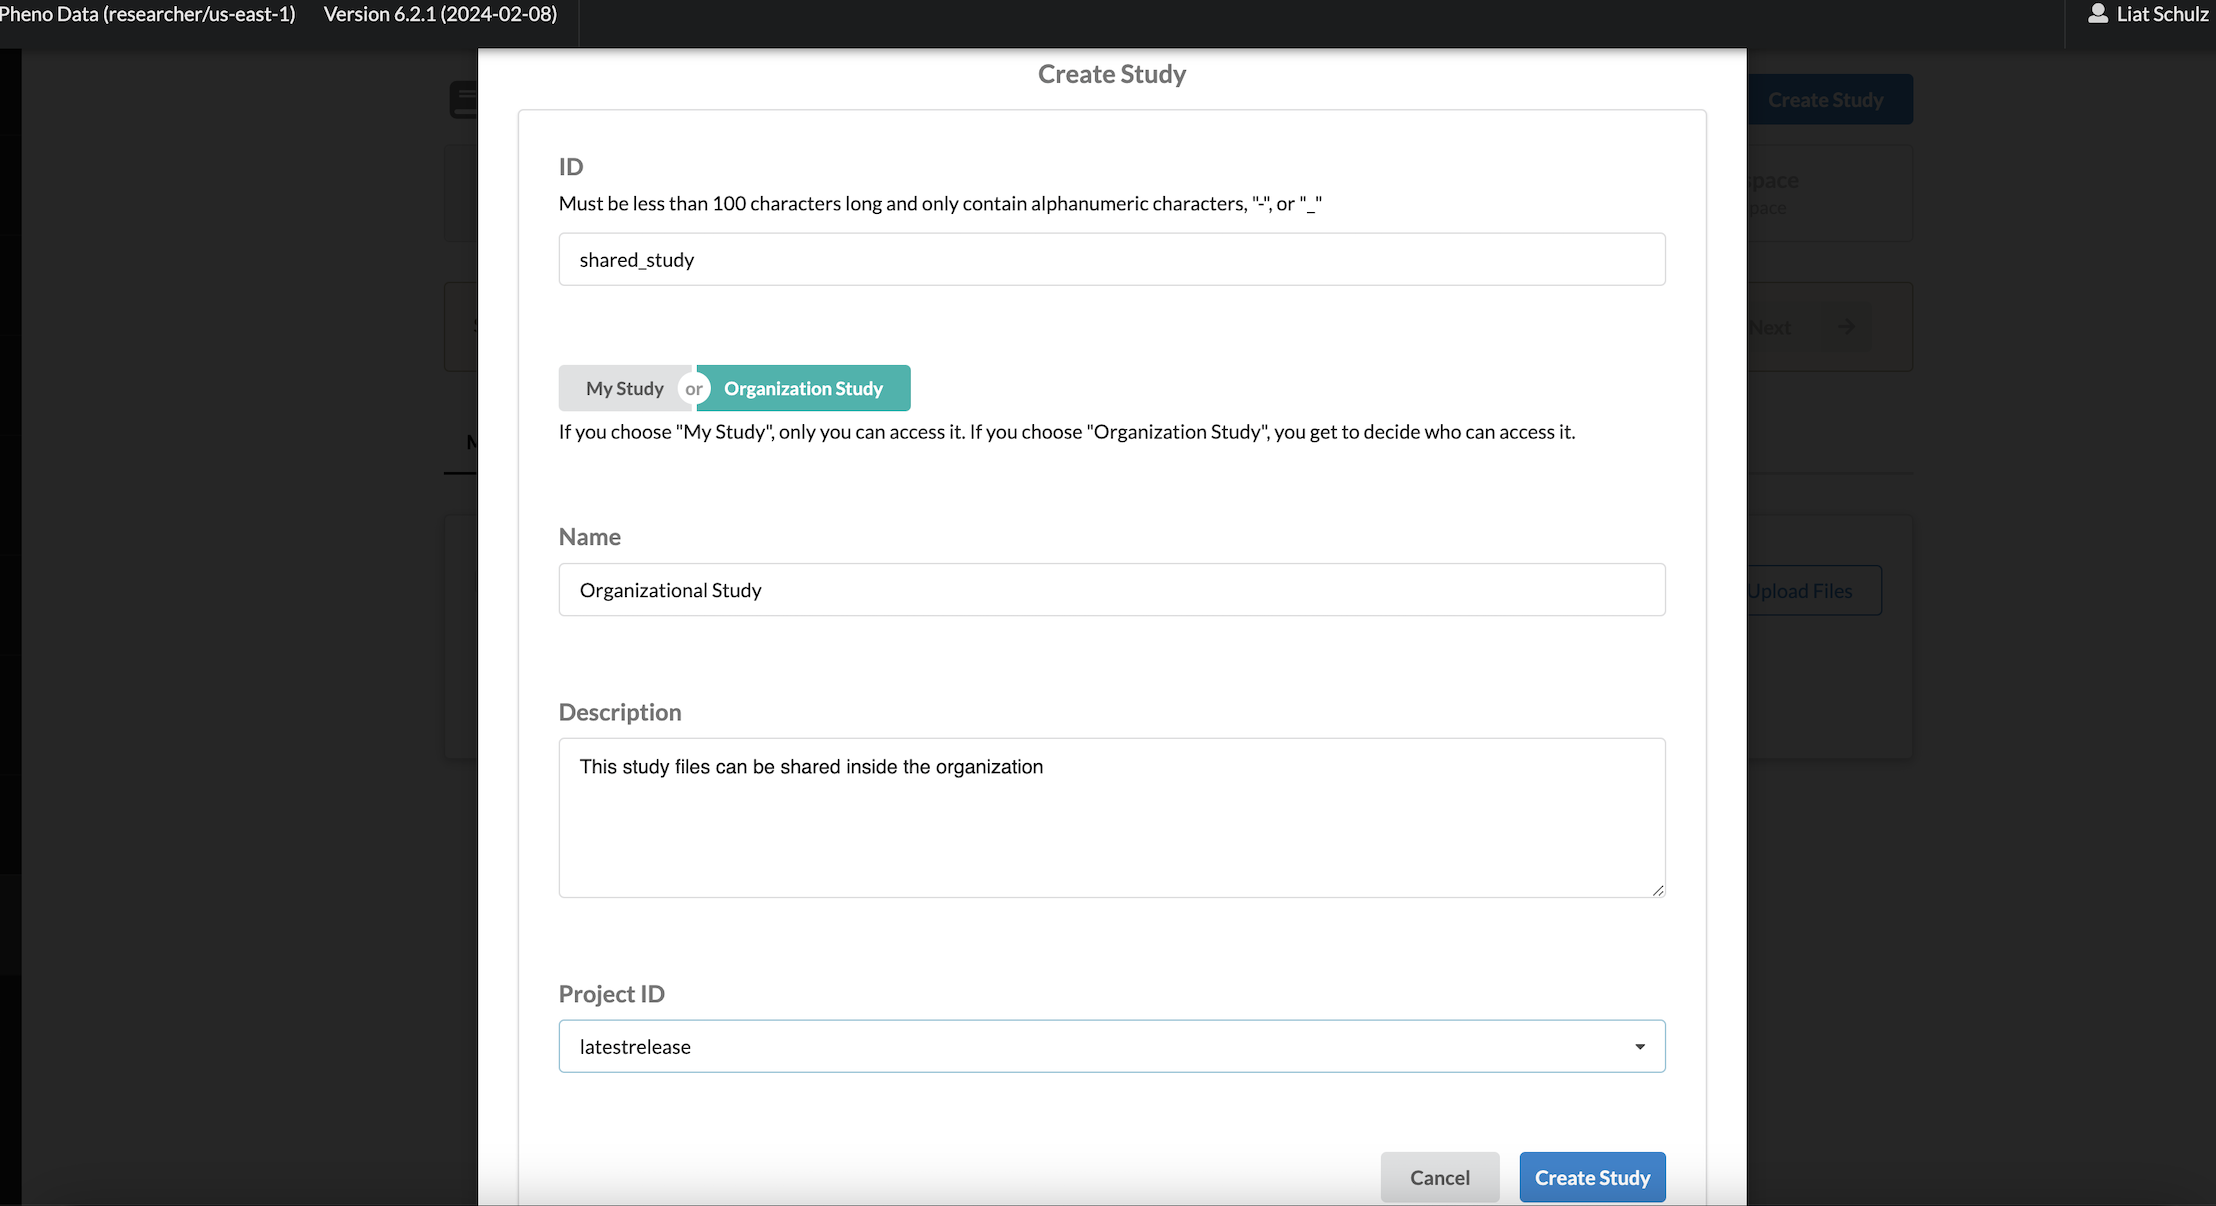 Pheno Data (researcher/us-east-1) Version 6.2.1 (2024-02-08) Liat Schulz
Create Study
Create Study
ID
Must be less than 100 characters long and only contain alphanumeric characters, "-", or "_"
shared_study
Next
My Study or Organization Study
If you choose "My Study", only you can access it. If you choose "Organization Study", you get to decide who can access it.
Name
Organizational Study
Upload Files
Description
This study files can be shared inside the organization
Project ID
latestrelease
Cancel Create Study